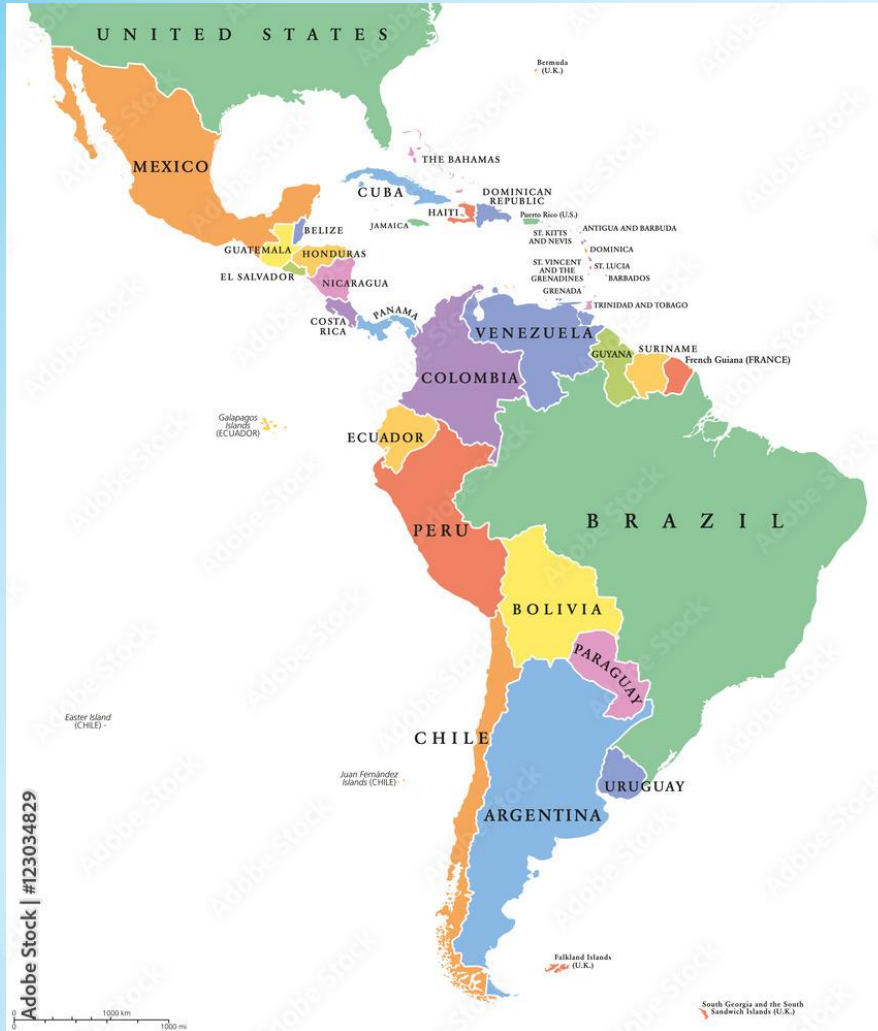 UNITED STATES
Bermuda
(U.K.)
MEXICO
THE BAHAMAS
CUBA
DOMINICAN
REPUBLIC
HAITI
JAMAICA
Puerto Rico (U.S.)
BELIZE
ST. KITTS
AND NEVIS
ANTIGUA AND BARBUDA
GUATEMALA
HONDURAS
DOMINICA
EL SALVADOR
NICARAGUA
ST. VINCENT
AND THE
GRENADINES
ST. LUCIA
BARBADOS
GRENADA
TRINIDAD AND TOBAGO
COSTA
RICA
PANAMA
VENEZUELA
GUYANA
SURINAME
French Guiana (FRANCE)
COLOMBIA
Galapagos
Islands
(ECUADOR)
ECUADOR
PERU
BRAZIL
BOLIVIA
PARAGUAY
Easter Island
(CHILE)
CHILE
Juan Fernández
Islands (CHILE)
URUGUAY
ARGENTINA
Falkland Islands
(U.K.)
South Georgia and the South
Sandwich Islands (U.K.)
0
1000 km
0
1000 mi
Adobe Stock | #123034829
Adobe Stock